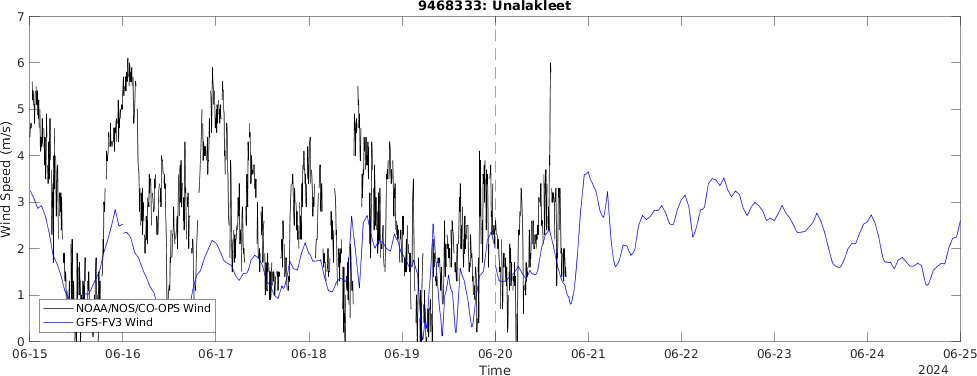 9468333: Unalakleet
Wind Speed (m/s)
7
6
5
4
3
2
1
0
NOAA/NOS/CO-OPS Wind
GFS-FV3 Wind
06-15 06-16 06-17 06-18 06-19 06-20 06-21 06-22 06-23 06-24 06-25
Time
2024